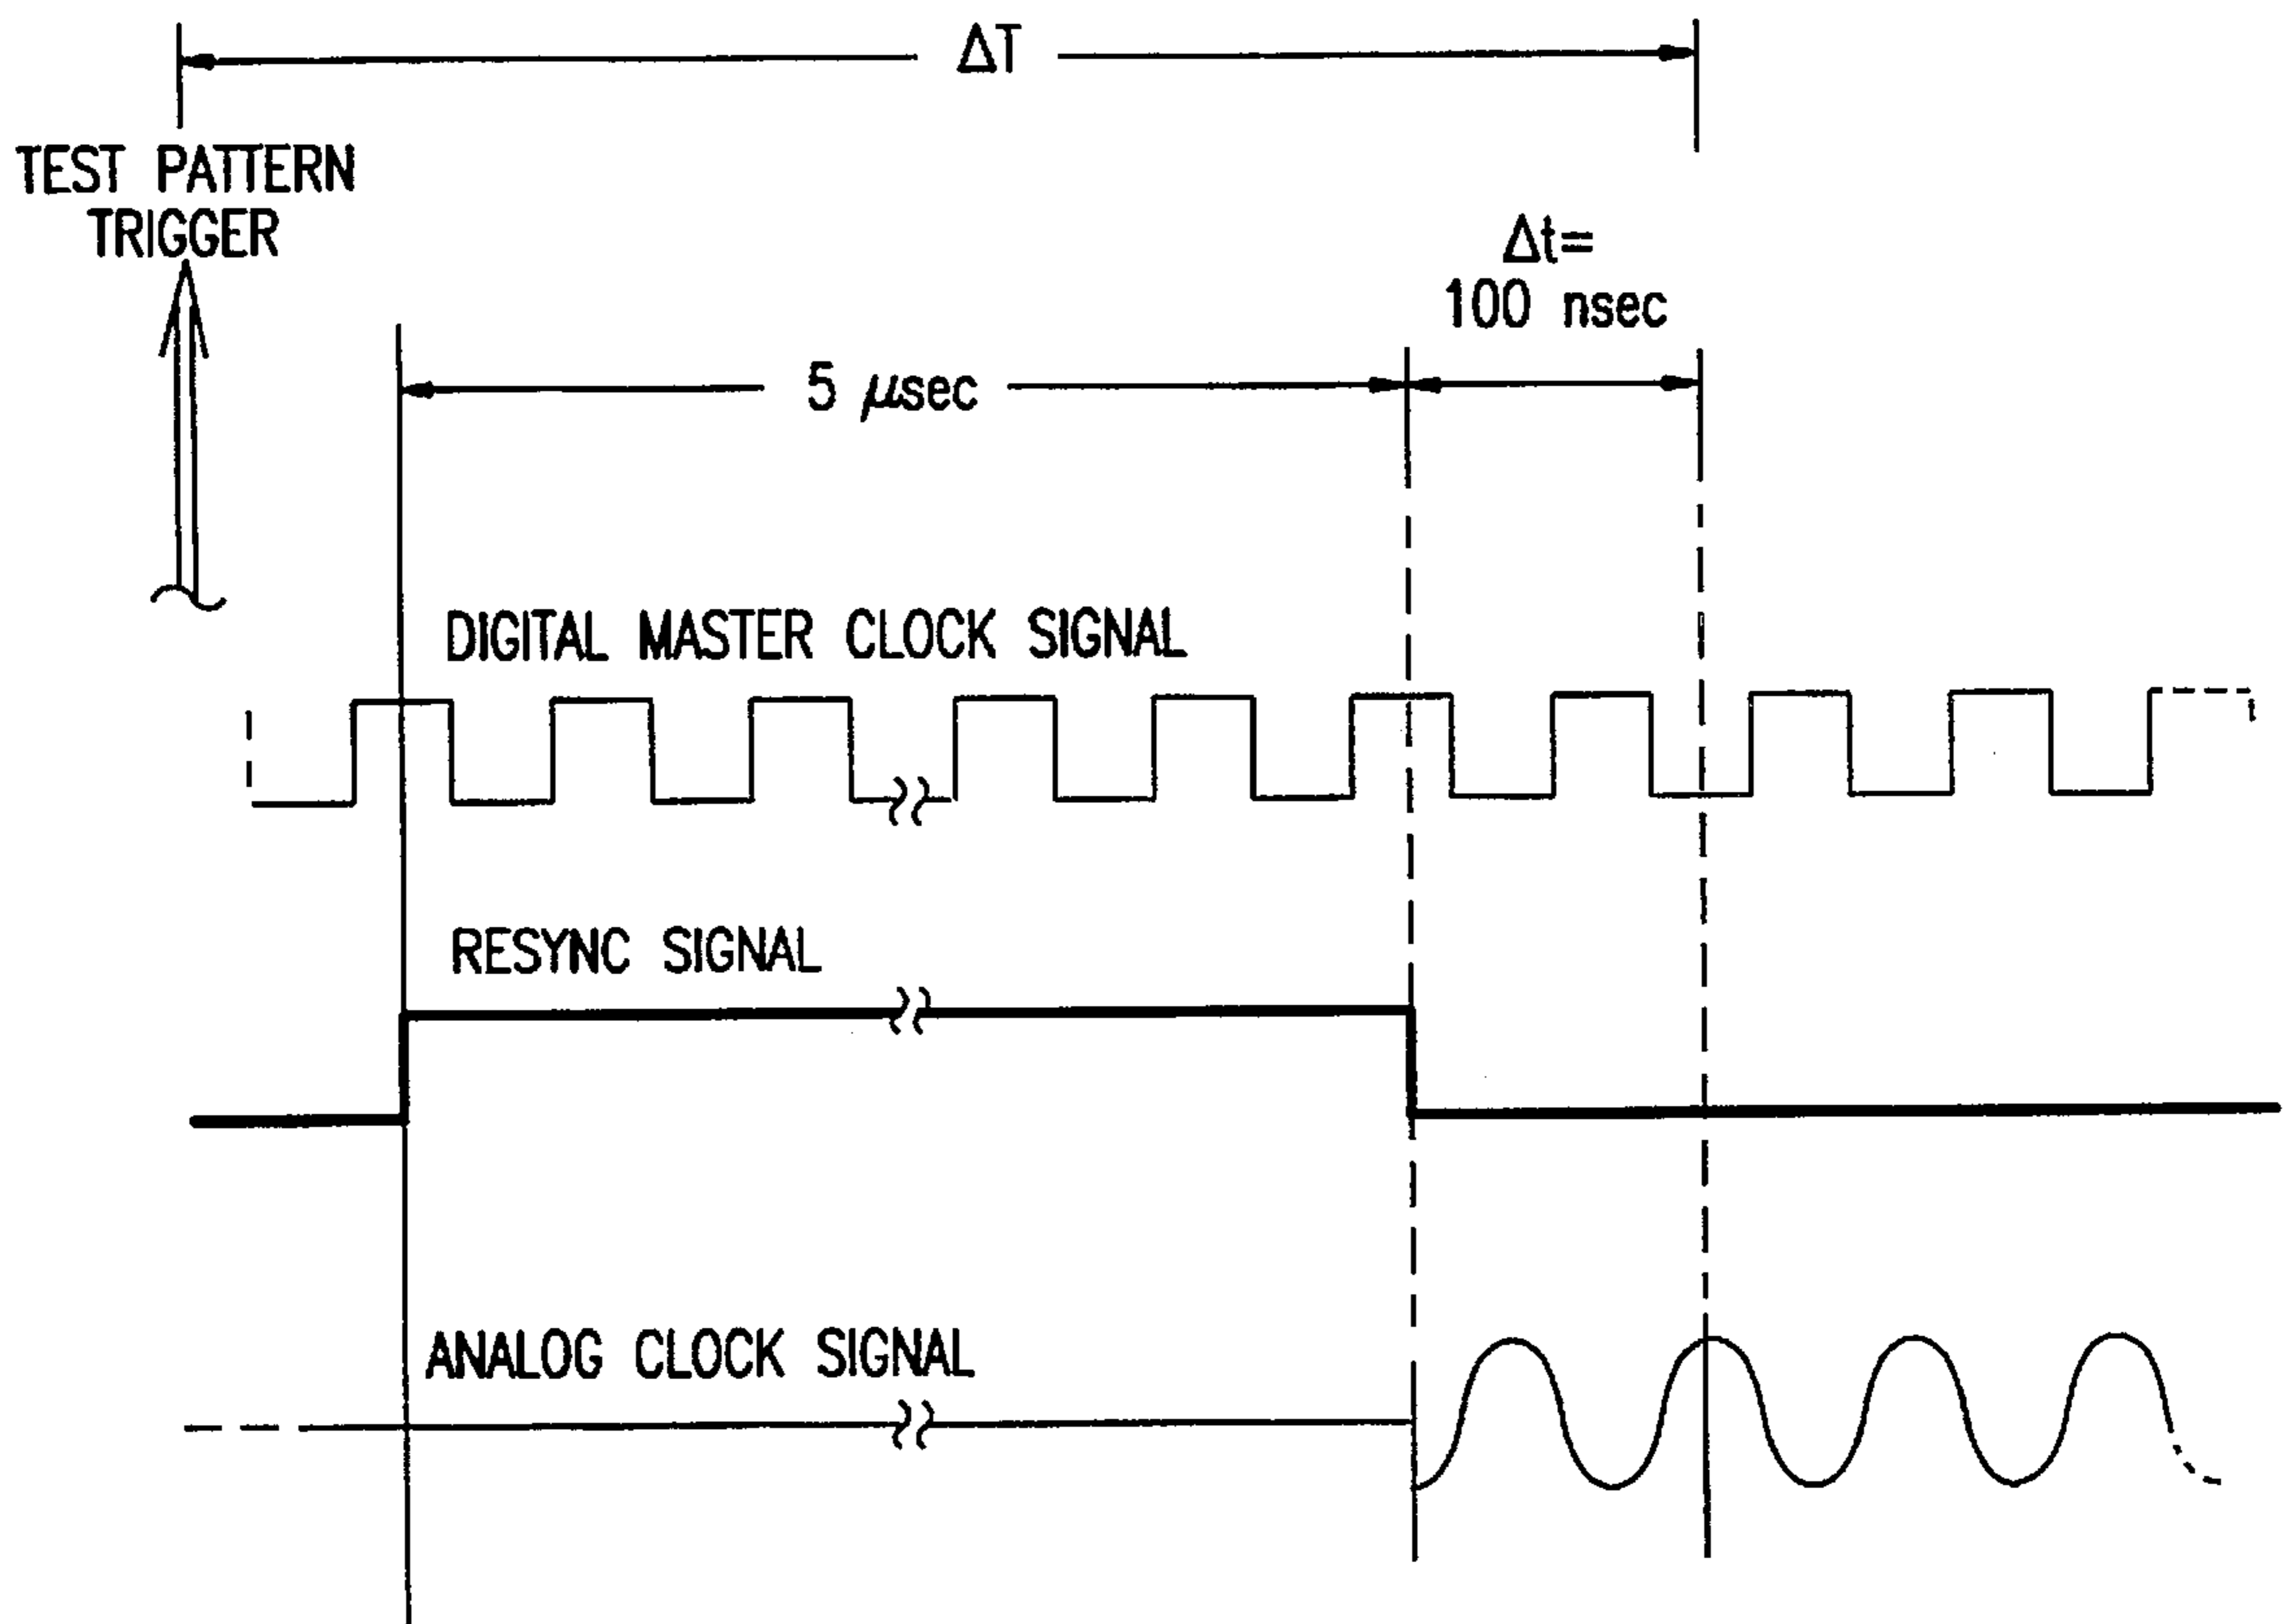 ΔT
TEST PATTERN
TRIGGER
Δt=
100 nsec
5 μsec
DIGITAL MASTER CLOCK SIGNAL
RESYNC SIGNAL
ANALOG CLOCK SIGNAL